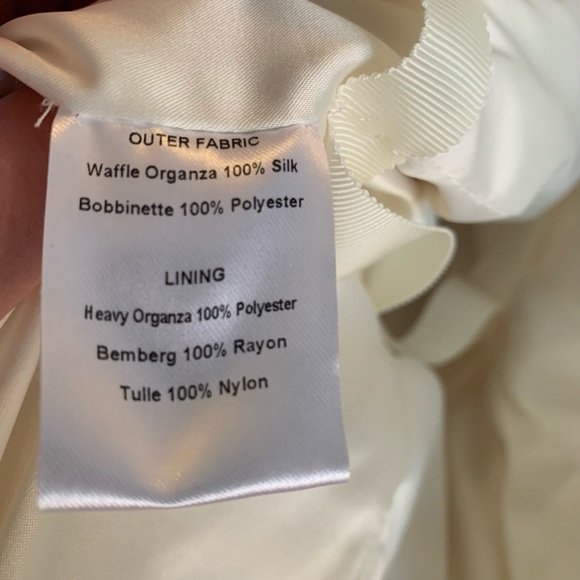 OUTER FABRIC
Waffle Organza 100% Silk
Bobbinette 100% Polyester
LINING
Heavy Organza 100% Polyester
Bemberg 100% Rayon
Tulle 100% Nylon